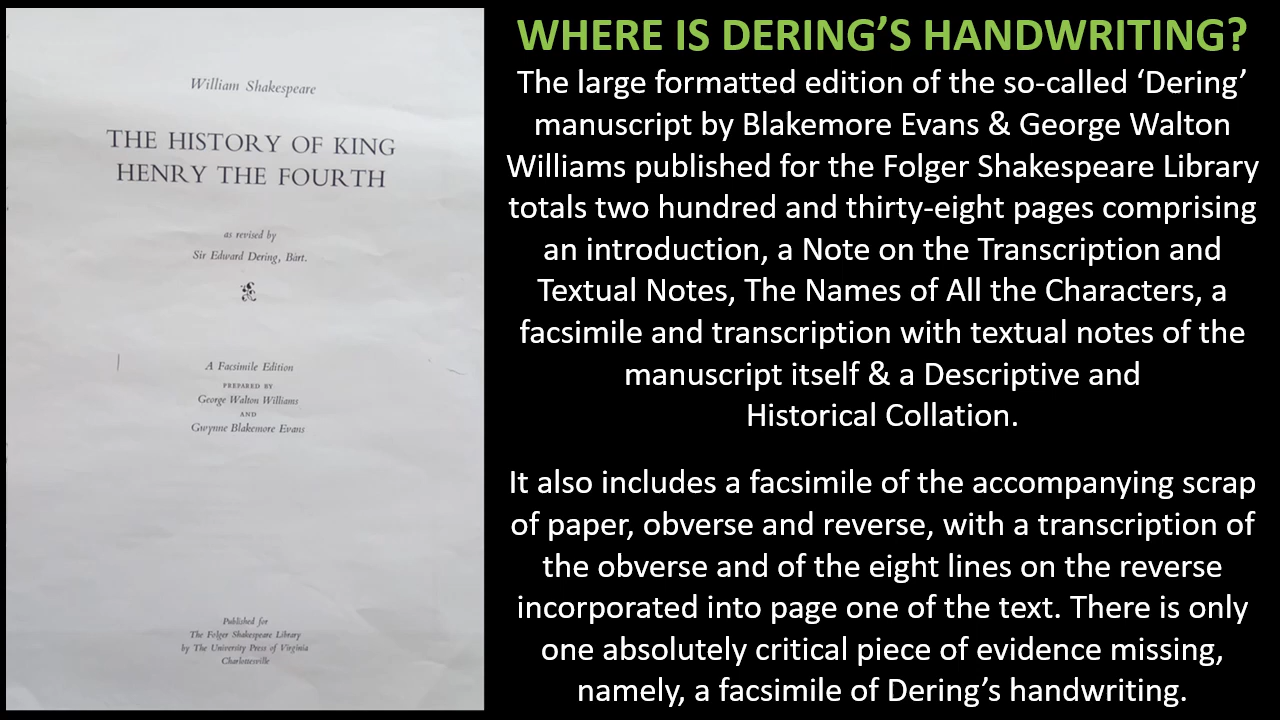 William Shakespeare
THE HISTORY OF KING
HENRY THE FOURTH
as revised by
Sir Edward Dering, Bart.
A Facsimile Edition
PREPARED BY
George Walton Williams
AND
Gwynne Blakemore Evans
Published for
The Folger Shakespeare Library
by The University Press of Virginia
Charlottesville
WHERE IS DERING’S HANDWRITING?
The large formatted edition of the so-called ‘Dering’
manuscript by Blakemore Evans & George Walton
Williams published for the Folger Shakespeare Library
totals two hundred and thirty-eight pages comprising
an introduction, a Note on the Transcription and
Textual Notes, The Names of All the Characters, a
facsimile and transcription with textual notes of the
manuscript itself & a Descriptive and
Historical Collation.
It also includes a facsimile of the accompanying scrap
of paper, obverse and reverse, with a transcription of
the obverse and of the eight lines on the reverse
incorporated into page one of the text. There is only
one absolutely critical piece of evidence missing,
namely, a facsimile of Dering’s handwriting.